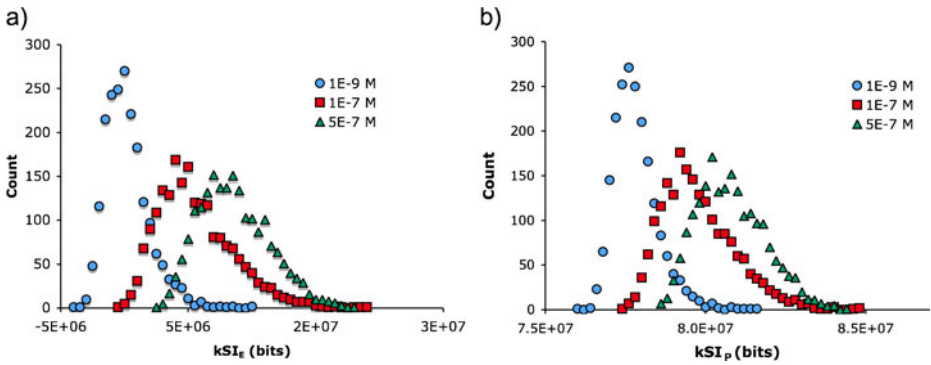 a)
300
250
200
150
100
50
0
Count
1E-9 M
1E-7 M
5E-7 M
-5E+06
5E+06
2E+07
3E+07
kSI_E (bits)
b)
300
250
200
150
100
50
0
Count
1E-9 M
1E-7 M
5E-7 M
7.5E+07
8.0E+07
8.5E+07
kSI_P (bits)